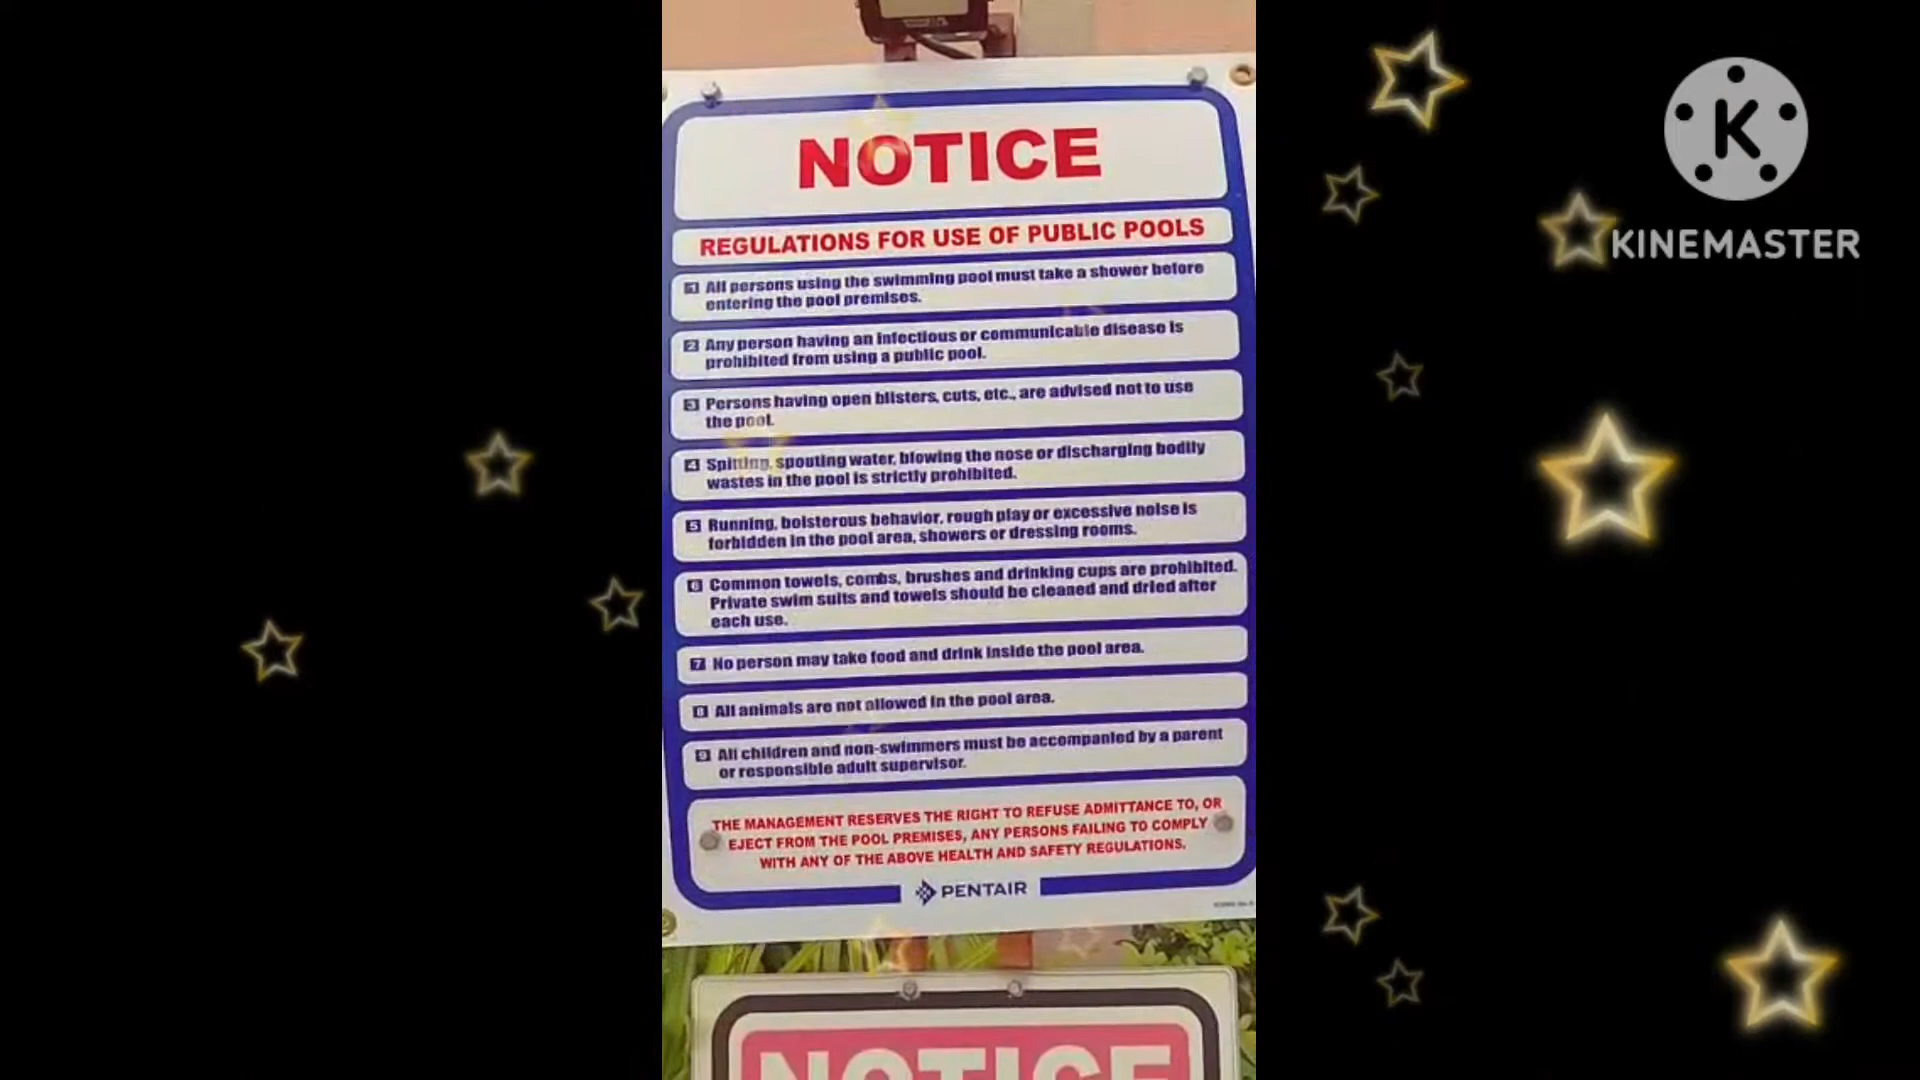 NOTICE
REGULATIONS FOR USE OF PUBLIC POOLS
1 All persons using the swimming pool must take a shower before
entering the pool premises.
2 Any person having an infectious or communicable disease is
prohibited from using a public pool.
3 Persons having open blisters, cuts, etc., are advised not to use
the pool.
4 Spitting, spouting water, blowing the nose or discharging bodily
wastes in the pool is strictly prohibited.
5 Running, boisterous behavior, rough play or excessive noise is
forbidden in the pool area, showers or dressing rooms.
6 Common towels, combs, brushes and drinking cups are prohibited.
Private swim suits and towels should be cleaned and dried after
each use.
7 No person may take food and drink inside the pool area.
8 All animals are not allowed in the pool area.
9 All children and non-swimmers must be accompanied by a parent
or responsible adult supervisor.
THE MANAGEMENT RESERVES THE RIGHT TO REFUSE ADMITTANCE TO, OR
EJECT FROM THE POOL PREMISES, ANY PERSONS FAILING TO COMPLY
WITH ANY OF THE ABOVE HEALTH AND SAFETY REGULATIONS.
PENTAIR
NOTICE
K
KINEMASTER